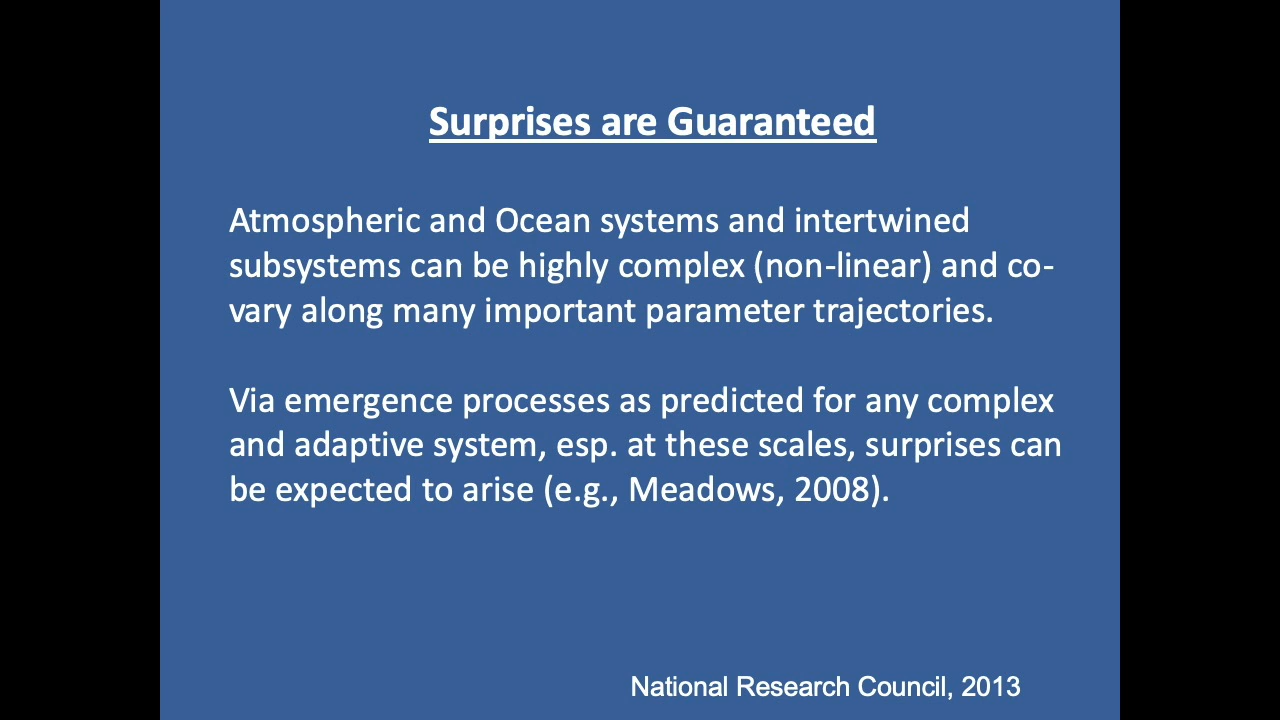 Surprises are Guaranteed
Atmospheric and Ocean systems and intertwined
subsystems can be highly complex (non-linear) and co-
vary along many important parameter trajectories.
Via emergence processes as predicted for any complex
and adaptive system, esp. at these scales, surprises can
be expected to arise (e.g., Meadows, 2008).
National Research Council, 2013